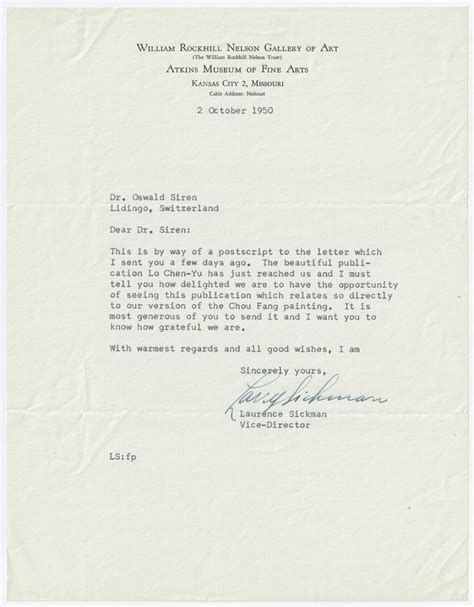 William Rockhill Nelson Gallery of Art
(The William Rockhill Nelson Trust)
Atkins Museum of Fine Arts
Kansas City 2, Missouri
Cable Address: Neltrust
2 October 1950
Dr. Oswald Siren
Lidingo, Switzerland
Dear Dr. Siren:
This is by way of a postscript to the letter which
I sent you a few days ago. The beautiful publi-
cation Lo Chen-Yu has just reached us and I must
tell you how delighted we are to have the opportunity
of seeing this publication which relates so directly
to our version of the Chou Fang painting. It is
most generous of you to send it and I want you to
know how grateful we are.
With warmest regards and all good wishes, I am
Sincerely yours,
Larry Sickman
Laurence Sickman
Vice-Director
LS:fp